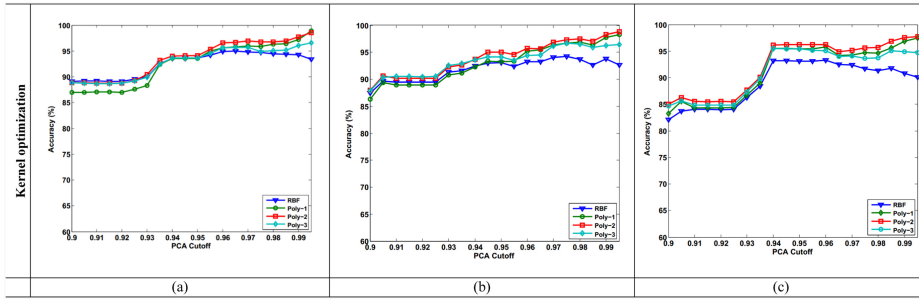 Kernel optimization
Accuracy (%)
100
95
90
85
80
75
70
65
60
0.9 0.91 0.92 0.93 0.94 0.95 0.96 0.97 0.98 0.99
PCA Cutoff
RBF
Poly-1
Poly-2
Poly-3
Accuracy (%)
100
95
90
85
80
75
70
65
60
0.9 0.91 0.92 0.93 0.94 0.95 0.96 0.97 0.98 0.99
PCA Cutoff
RBF
Poly-1
Poly-2
Poly-3
Accuracy (%)
100
95
90
85
80
75
70
65
60
0.9 0.91 0.92 0.93 0.94 0.95 0.96 0.97 0.98 0.99
PCA Cutoff
RBF
Poly-1
Poly-2
Poly-3
(a) (b) (c)